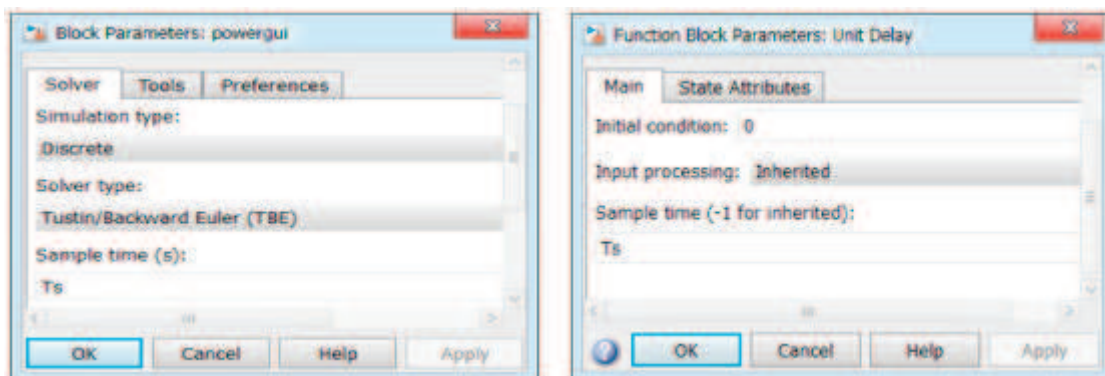 Block Parameters: powergui
Solver Tools Preferences
Simulation type:
Discrete
Solver type:
Tustin/Backward Euler (TBE)
Sample time (s):
Ts
OK Cancel Help Apply
Function Block Parameters: Unit Delay
Main State Attributes
Initial condition: 0
Input processing: Inherited
Sample time (-1 for inherited):
Ts
OK Cancel Help Apply